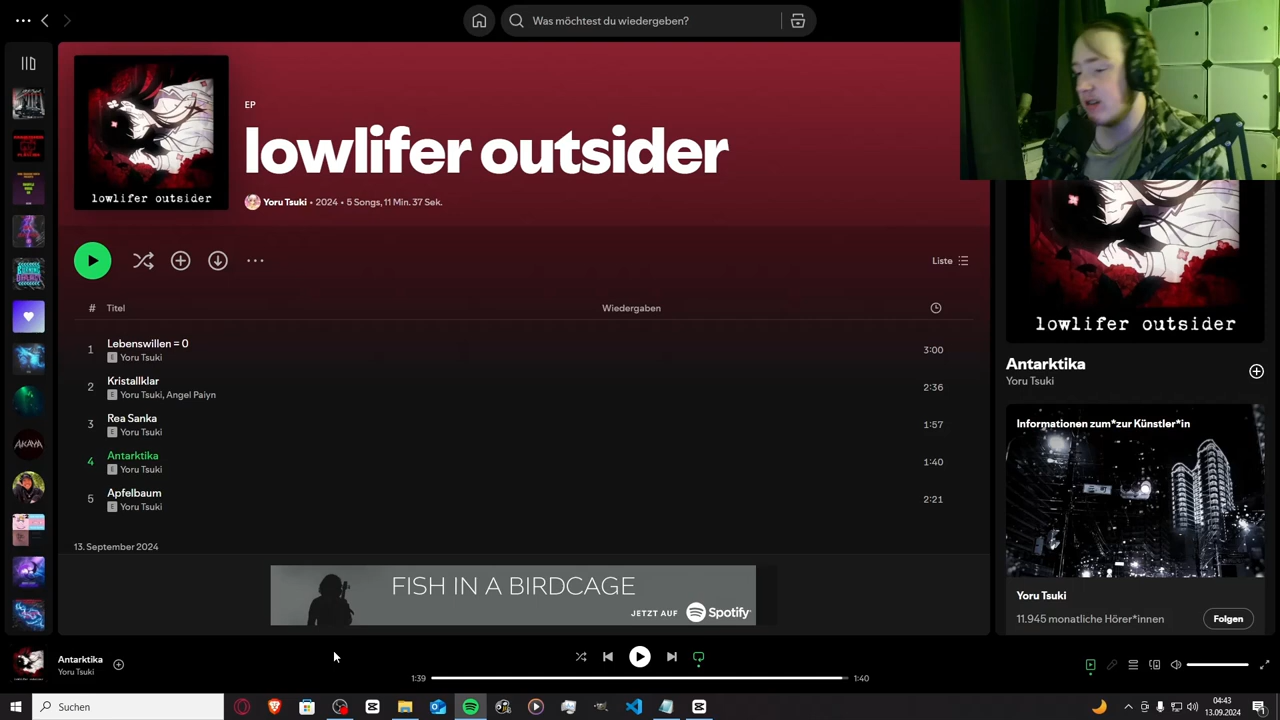 Was möchtest du wiedergeben?
EP
lowlifer outsider
Yoru Tsuki • 2024 • 5 Songs, 11 Min. 37 Sek.
lowlifer outsider
Liste
# Titel Wiedergaben
1 Lebenswillen = 0 3:00
E Yoru Tsuki
2 Kristallklar 2:36
E Yoru Tsuki, Angel Paiyn
3 Rea Sanka 1:57
E Yoru Tsuki
4 Antarktika 1:40
E Yoru Tsuki
5 Apfelbaum 2:21
E Yoru Tsuki
13. September 2024
FISH IN A BIRDCAGE
JETZT AUF Spotify
lowlifer outsider
Antarktika
Yoru Tsuki
Informationen zum*zur Künstler*in
Yoru Tsuki
11.945 monatliche Hörer*innen
Folgen
Antarktika
Yoru Tsuki
1:39 1:40
Suchen
04:43
13.09.2024